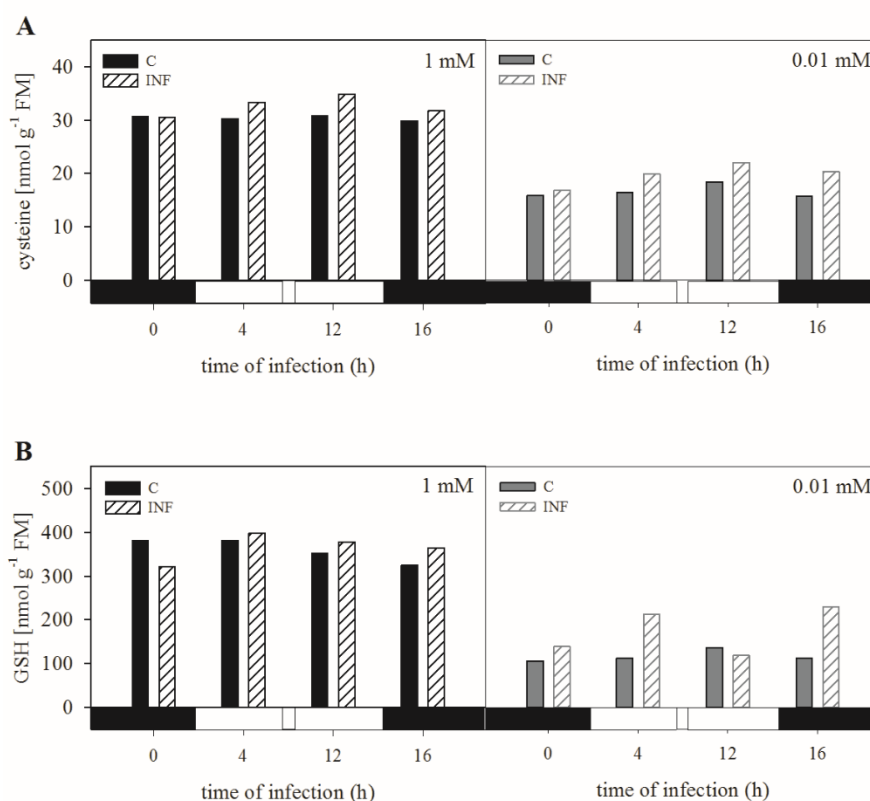 A
cysteine [nmol g⁻¹ FM]
40
30
20
10
0
C
INF
1 mM
C
INF
0.01 mM
0 4 12 16
0 4 12 16
time of infection (h)
time of infection (h)
B
GSH [nmol g⁻¹ FM]
500
400
300
200
100
0
C
INF
1 mM
C
INF
0.01 mM
0 4 12 16
0 4 12 16
time of infection (h)
time of infection (h)